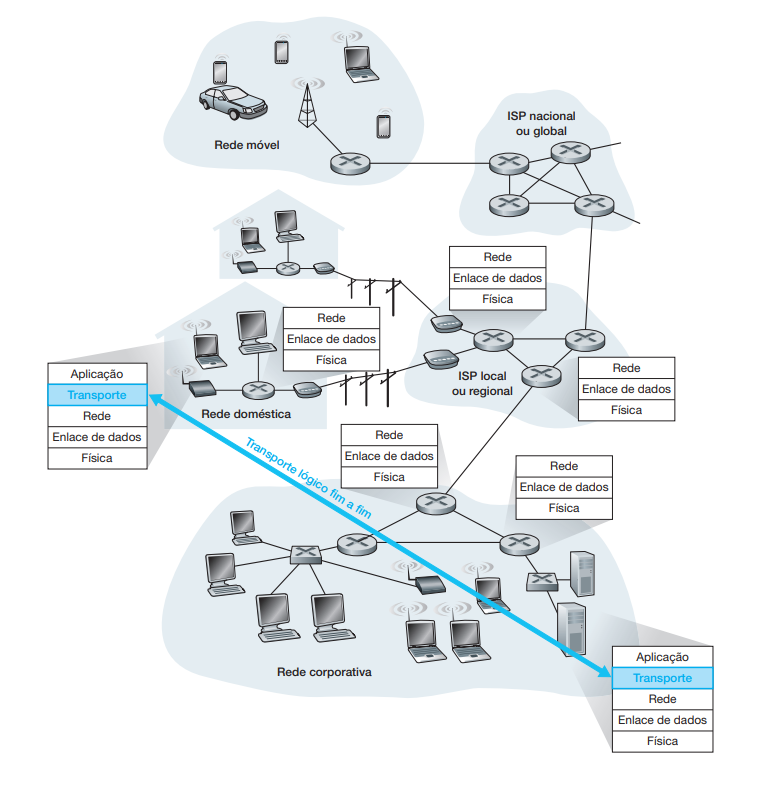 ISP nacional
ou global
Rede móvel
Rede
Enlace de dados
Física
Rede
Enlace de dados
Física
Aplicação
Transporte
Rede
Enlace de dados
Física
Rede doméstica
ISP local
ou regional
Rede
Enlace de dados
Física
Transporte lógico fim a fim
Rede
Enlace de dados
Física
Rede
Enlace de dados
Física
Rede corporativa
Aplicação
Transporte
Rede
Enlace de dados
Física